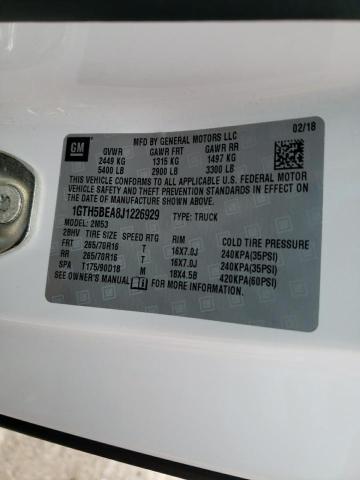 GM
MFD BY GENERAL MOTORS LLC
02/18
GVWR GAWR FRT GAWR RR
2449 KG 1315 KG 1497 KG
5400 LB 2900 LB 3300 LB
THIS VEHICLE CONFORMS TO ALL APPLICABLE U.S. FEDERAL MOTOR
VEHICLE SAFETY AND THEFT PREVENTION STANDARDS IN
EFFECT ON THE DATE OF MANUFACTURE SHOWN ABOVE.
1GTH5BEA8J1226929 TYPE: TRUCK
MODEL: 2M53
2BHV TIRE SIZE SPEED RTG RIM COLD TIRE PRESSURE
FRT 265/70R16 T 16X7.0J 240KPA(35PSI)
RR 265/70R16 T 16X7.0J 240KPA(35PSI)
SPA T175/90D18 M 18X4.5B 420KPA(60PSI)
SEE OWNER'S MANUAL FOR MORE INFORMATION.